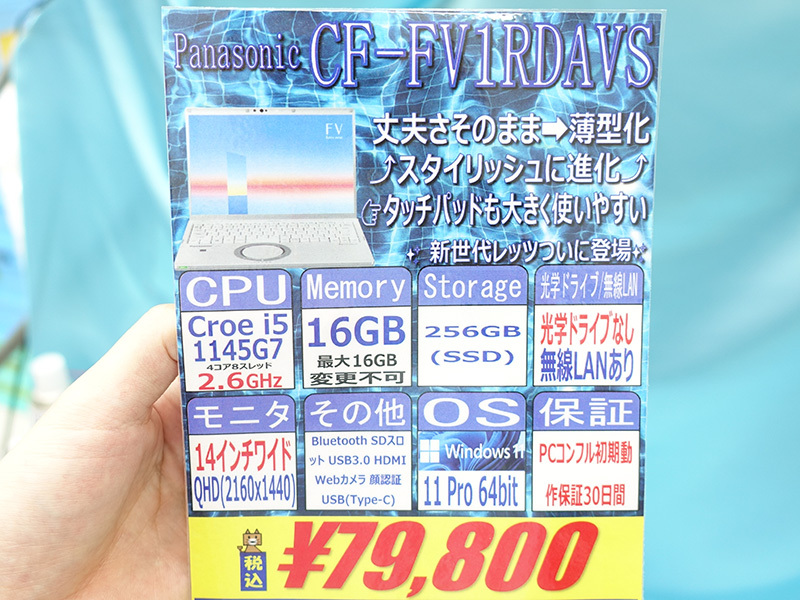 Panasonic CF-FV1RDAVS
FV
丈夫さそのまま➡薄型化
⤴スタイリッシュに進化⤴
☞タッチパッドも大きく使いやすい
新世代レッツついに登場
CPU
Croe i5
1145G7
4コア8スレッド
2.6GHz
Memory
16GB
最大16GB
変更不可
Storage
256GB
(SSD)
光学ドライブ/無線LAN
光学ドライブなし
無線LANあり
モニタ
14インチワイド
QHD(2160x1440)
その他
Bluetooth SDスロ
ット USB3.0 HDMI
Webカメラ 顔認証
USB(Type-C)
OS
Windows 11
11 Pro 64bit
保証
PCコンフル初期動
作保証30日間
税込
¥79,800